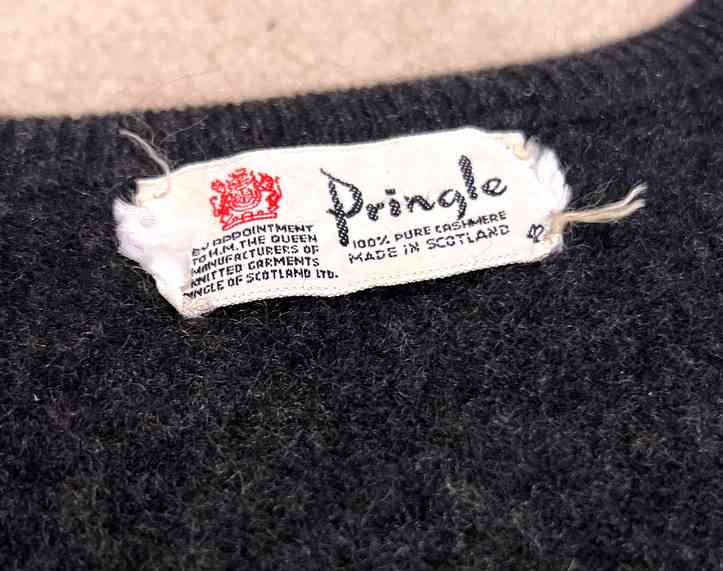 BY APPOINTMENT
TO H.M. THE QUEEN
MANUFACTURERS OF
KNITTED GARMENTS
INGLE OF SCOTLAND LTD.
Pringle
100% PURE CASHMERE
MADE IN SCOTLAND